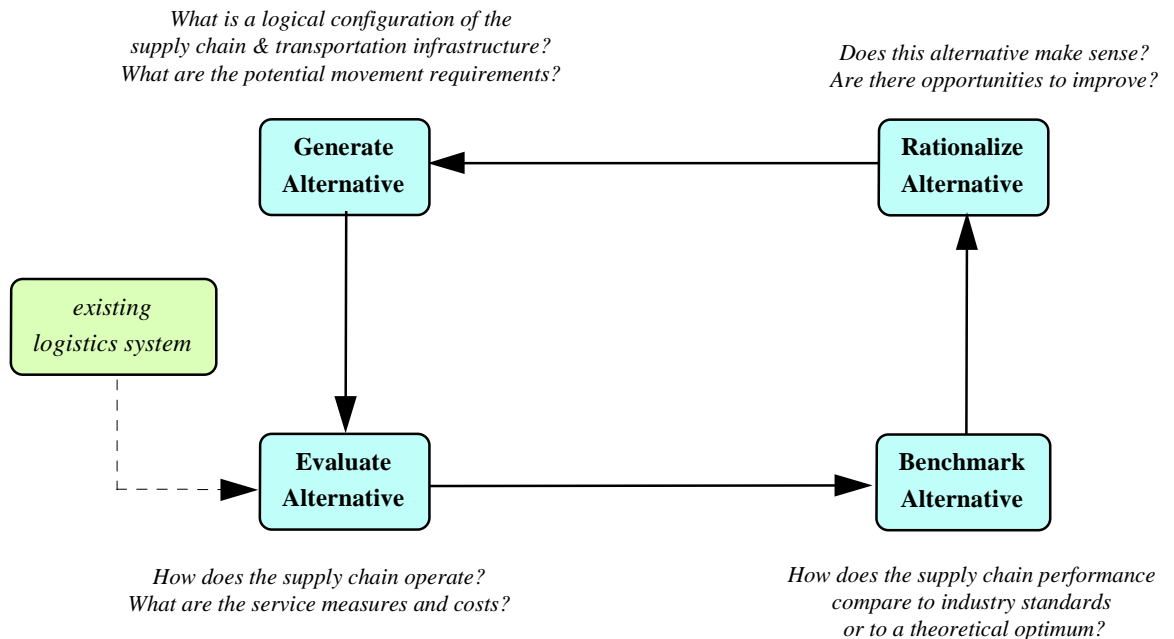 What is a logical configuration of the
supply chain & transportation infrastructure?
What are the potential movement requirements?
Does this alternative make sense?
Are there opportunities to improve?
Generate
Alternative
Rationalize
Alternative
existing
logistics system
Evaluate
Alternative
Benchmark
Alternative
How does the supply chain operate?
What are the service measures and costs?
How does the supply chain performance
compare to industry standards
or to a theoretical optimum?